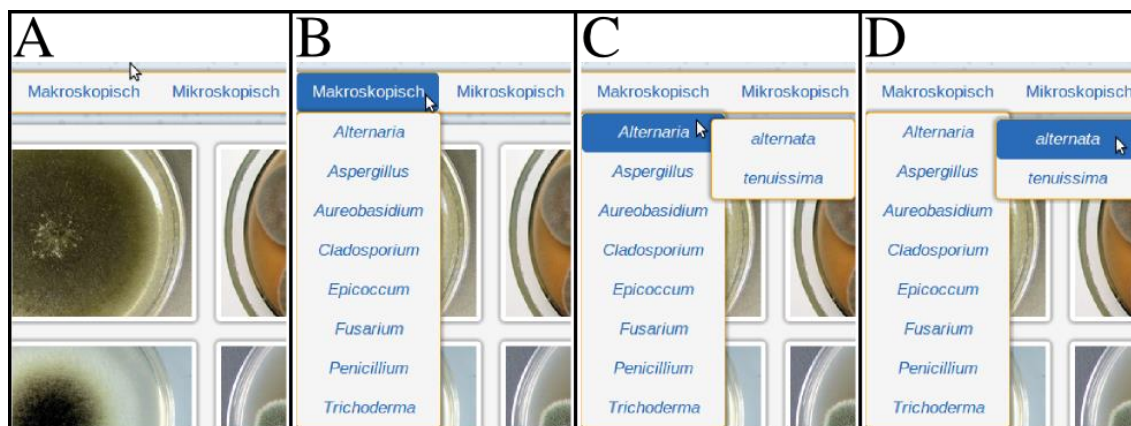 A
Makroskopisch Mikroskopisch
B
Makroskopisch Mikroskopisch
Alternaria
Aspergillus
Aureobasidium
Cladosporium
Epicoccum
Fusarium
Penicillium
Trichoderma
C
Makroskopisch Mikroskopisch
Alternaria
alternata
Aspergillus
tenuissima
Aureobasidium
Cladosporium
Epicoccum
Fusarium
Penicillium
Trichoderma
D
Makroskopisch Mikroskopisch
Alternaria
alternata
Aspergillus
tenuissima
Aureobasidium
Cladosporium
Epicoccum
Fusarium
Penicillium
Trichoderma